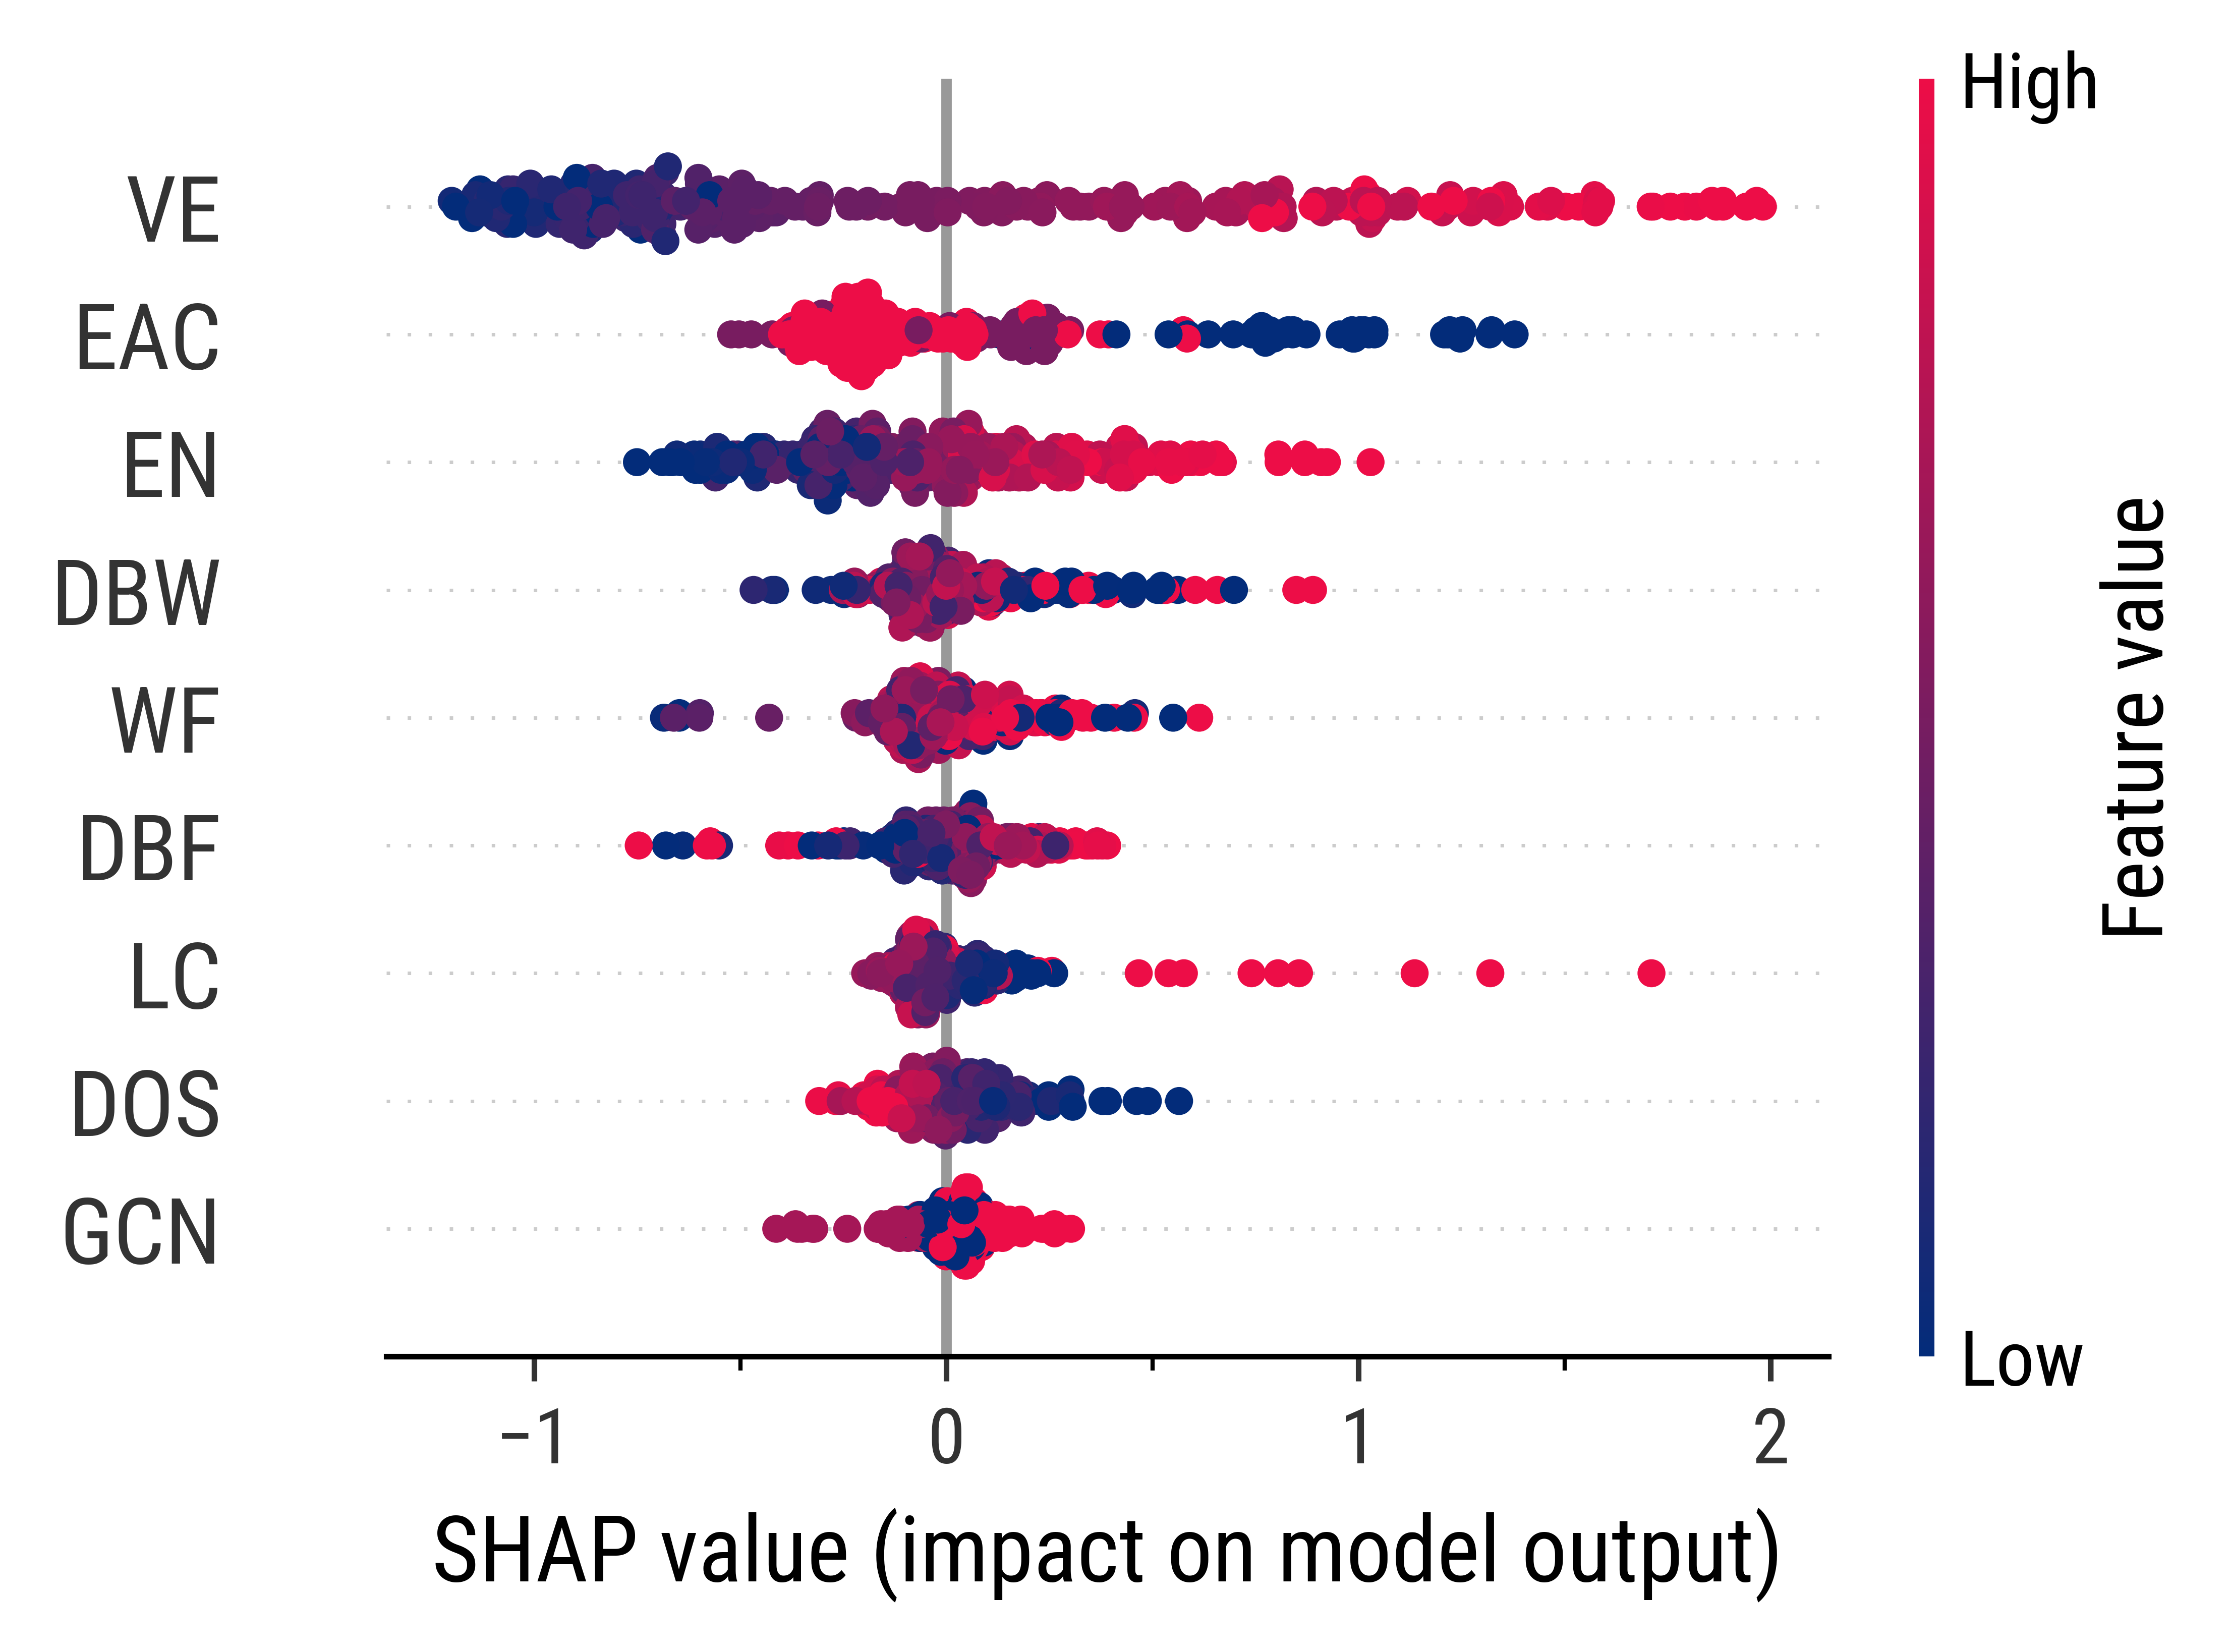 High
VE
EAC
EN
DBW
WF
DBF
LC
DOS
GCN
Feature value
Low
−1 0 1 2
SHAP value (impact on model output)